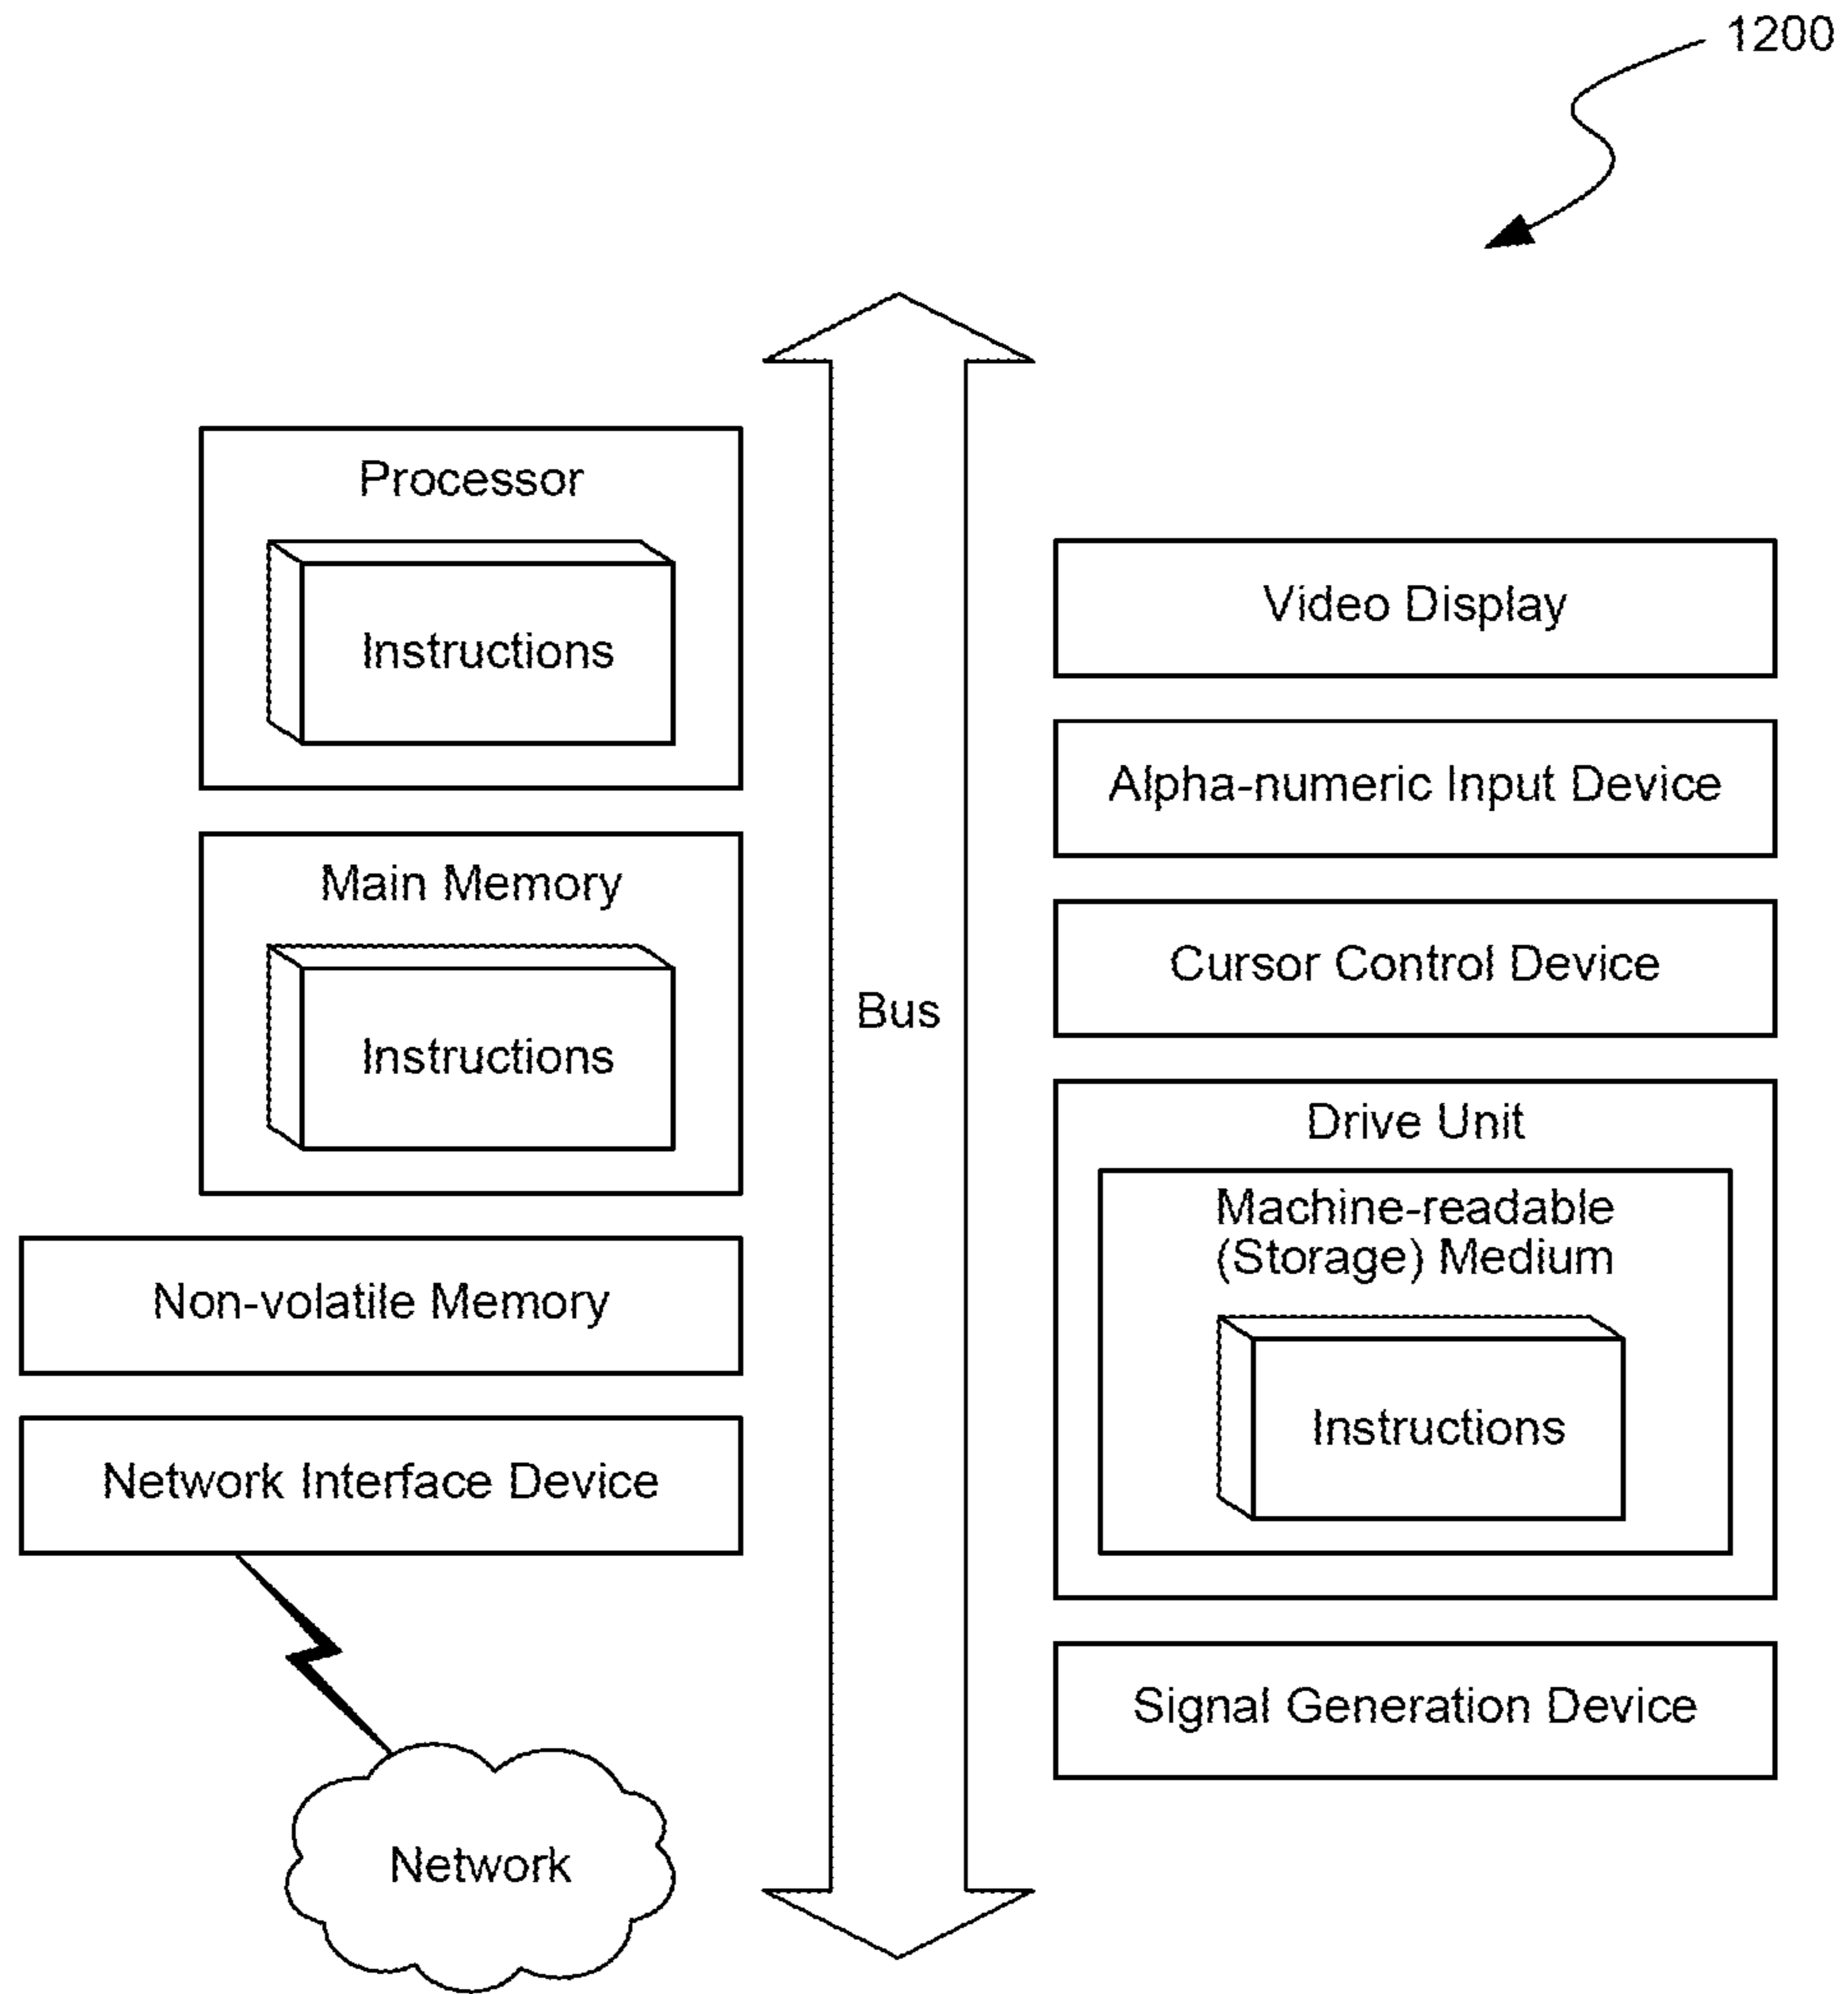 1200
Processor
Instructions
Main Memory
Instructions
Non-volatile Memory
Network Interface Device
Network
Bus
Video Display
Alpha-numeric Input Device
Cursor Control Device
Drive Unit
Machine-readable
(Storage) Medium
Instructions
Signal Generation Device